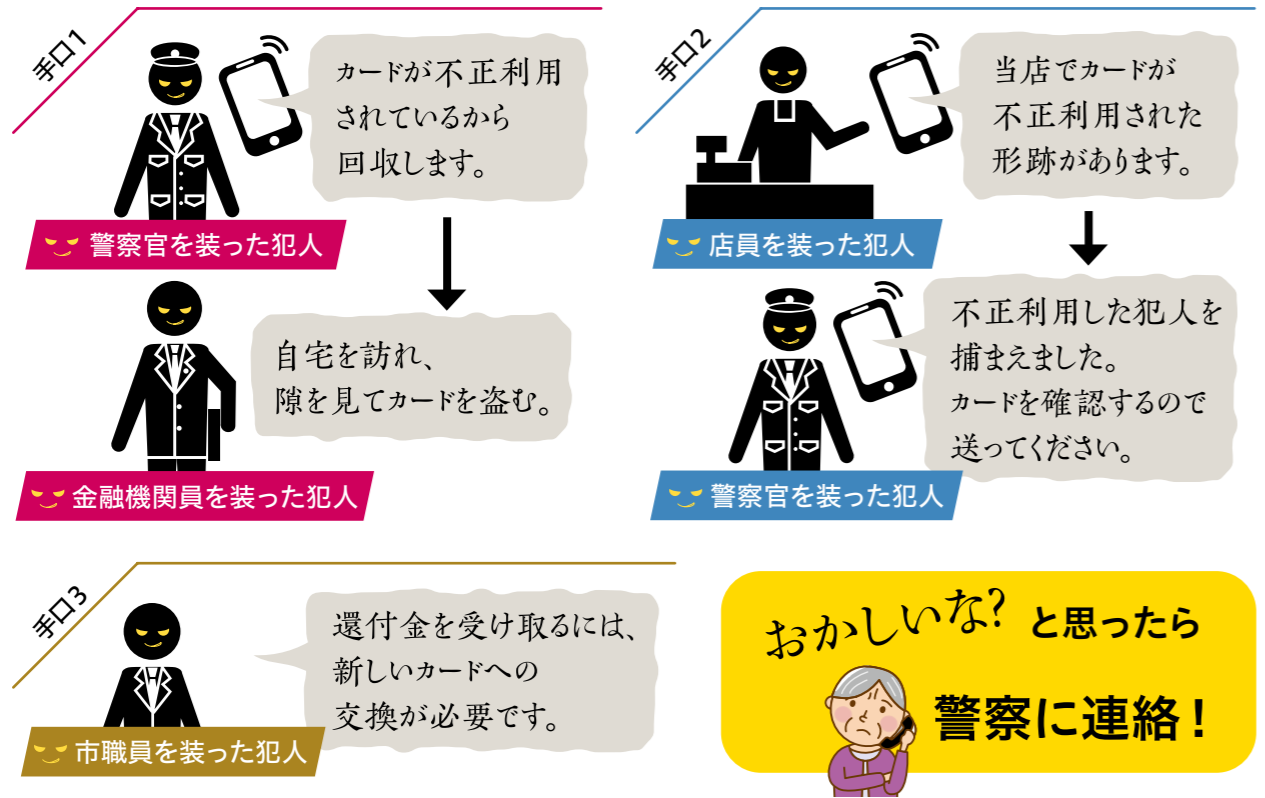 手口1
カードが不正利用
されているから
回収します。
警察官を装った犯人
自宅を訪れ、
隙を見てカードを盗む。
金融機関員を装った犯人
手口2
当店でカードが
不正利用された
形跡があります。
店員を装った犯人
不正利用した犯人を
捕まえました。
カードを確認するので
送ってください。
警察官を装った犯人
手口3
還付金を受け取るには、
新しいカードへの
交換が必要です。
市職員を装った犯人
おかしいな? と思ったら
警察に連絡!